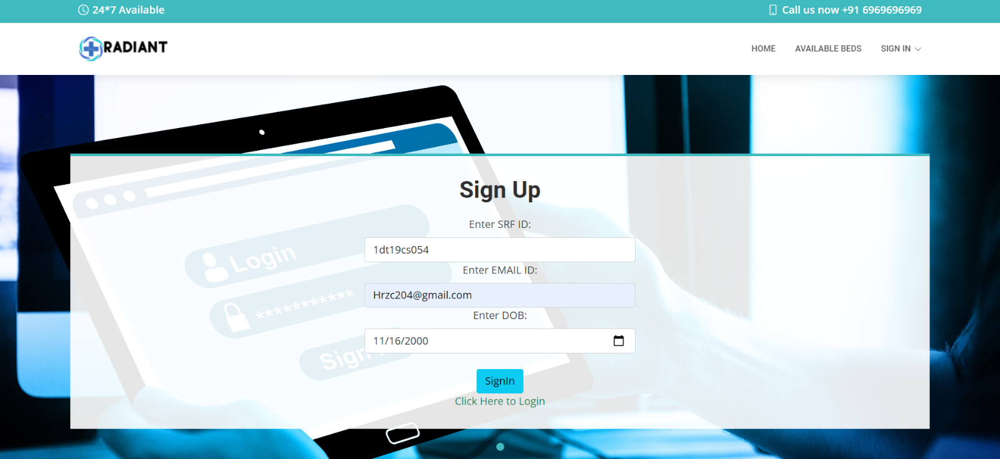 24*7 Available
Call us now +91 6969696969
RADIANT
HOME
AVAILABLE BEDS
SIGN IN
Sign Up
Enter SRF ID:
1dt19cs054
Login
Enter EMAIL ID:
Hrzc204@gmail.com
***********
Enter DOB:
11/16/2000
Sign
SignIn
Click Here to Login